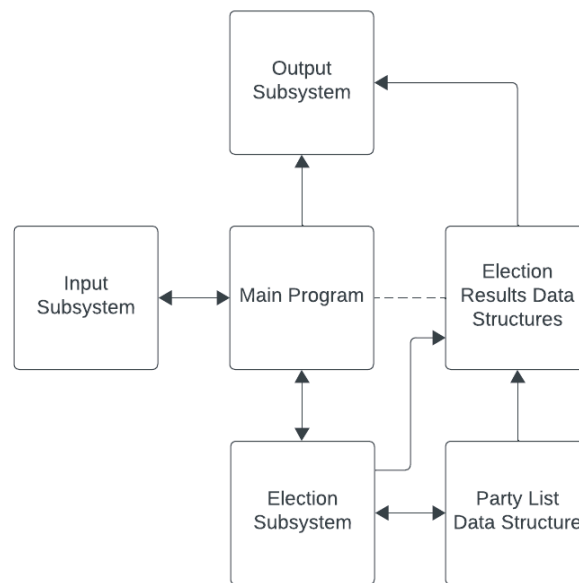 Output
Subsystem
Input
Subsystem
Main Program
Election
Results Data
Structures
Election
Subsystem
Party List
Data Structure